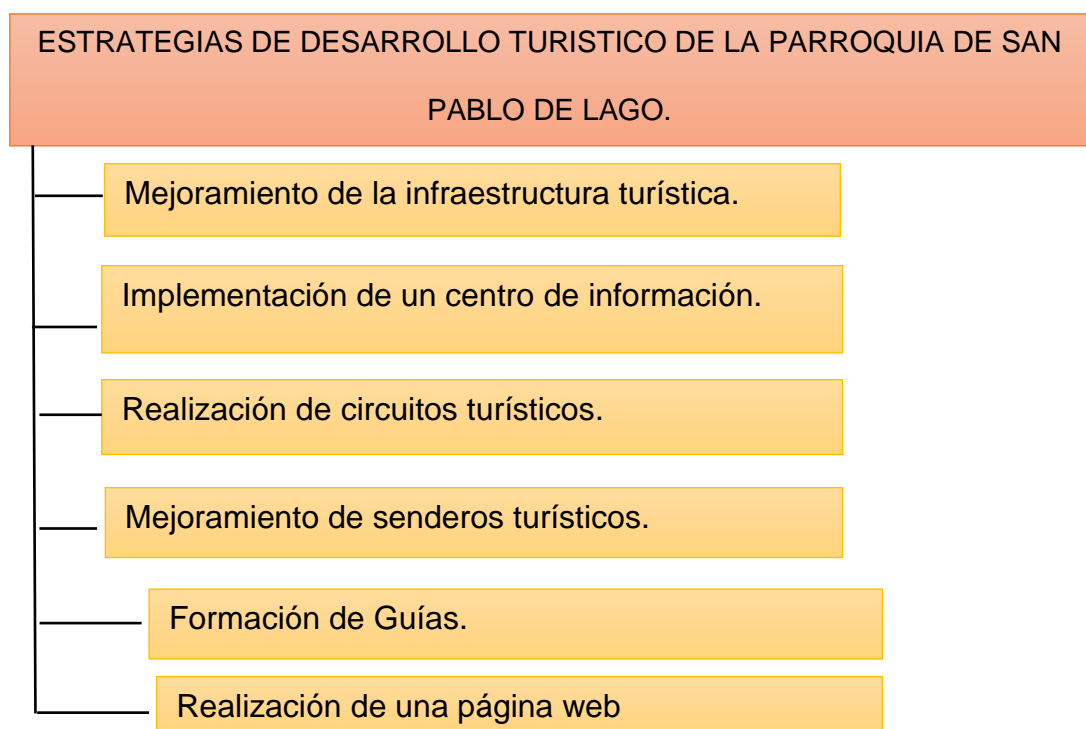 ESTRATEGIAS DE DESARROLLO TURISTICO DE LA PARROQUIA DE SAN
PABLO DE LAGO.
Mejoramiento de la infraestructura turística.
Implementación de un centro de información.
Realización de circuitos turísticos.
Mejoramiento de senderos turísticos.
Formación de Guías.
Realización de una página web